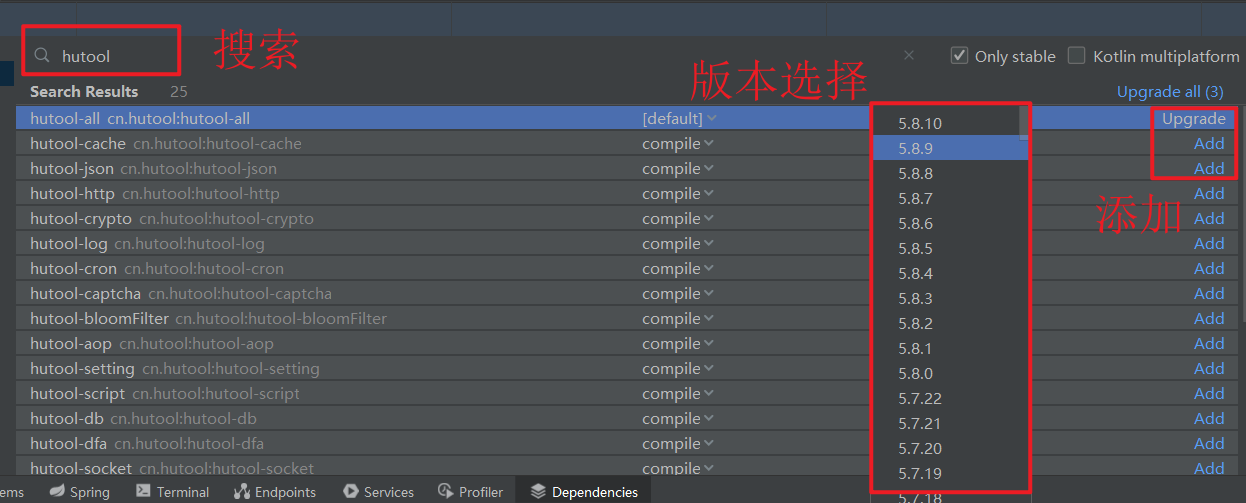 hutool
搜索
Only stable
Kotlin multiplatform
版本选择
Search Results 25
Upgrade all (3)
hutool-all cn.hutool:hutool-all [default] 5.8.10 Upgrade
hutool-cache cn.hutool:hutool-cache compile 5.8.9 Add
hutool-json cn.hutool:hutool-json compile 5.8.8 Add
hutool-http cn.hutool:hutool-http compile 5.8.7 Add
添加
hutool-crypto cn.hutool:hutool-crypto compile 5.8.6 Add
hutool-log cn.hutool:hutool-log compile 5.8.5 Add
hutool-cron cn.hutool:hutool-cron compile 5.8.4 Add
hutool-captcha cn.hutool:hutool-captcha compile 5.8.3 Add
hutool-bloomFilter cn.hutool:hutool-bloomFilter compile 5.8.2 Add
hutool-aop cn.hutool:hutool-aop compile 5.8.1 Add
hutool-setting cn.hutool:hutool-setting compile 5.8.0 Add
hutool-script cn.hutool:hutool-script compile 5.7.22 Add
hutool-db cn.hutool:hutool-db compile 5.7.21 Add
hutool-dfa cn.hutool:hutool-dfa compile 5.7.20 Add
hutool-socket cn.hutool:hutool-socket compile 5.7.19 Add
5.7.18
ems Spring Terminal Endpoints Services Profiler Dependencies